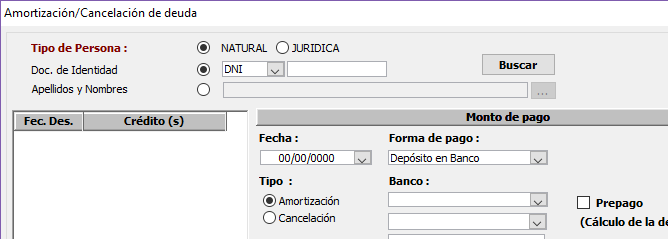 Amortización/Cancelación de deuda
Tipo de Persona :
NATURAL
JURIDICA
Doc. de Identidad
DNI
Buscar
Apellidos y Nombres
...
Fec. Des.
Crédito (s)
Monto de pago
Fecha :
Forma de pago :
00/00/0000
Depósito en Banco
Tipo :
Banco :
Amortización
Prepago
Cancelación
(Cálculo de la de